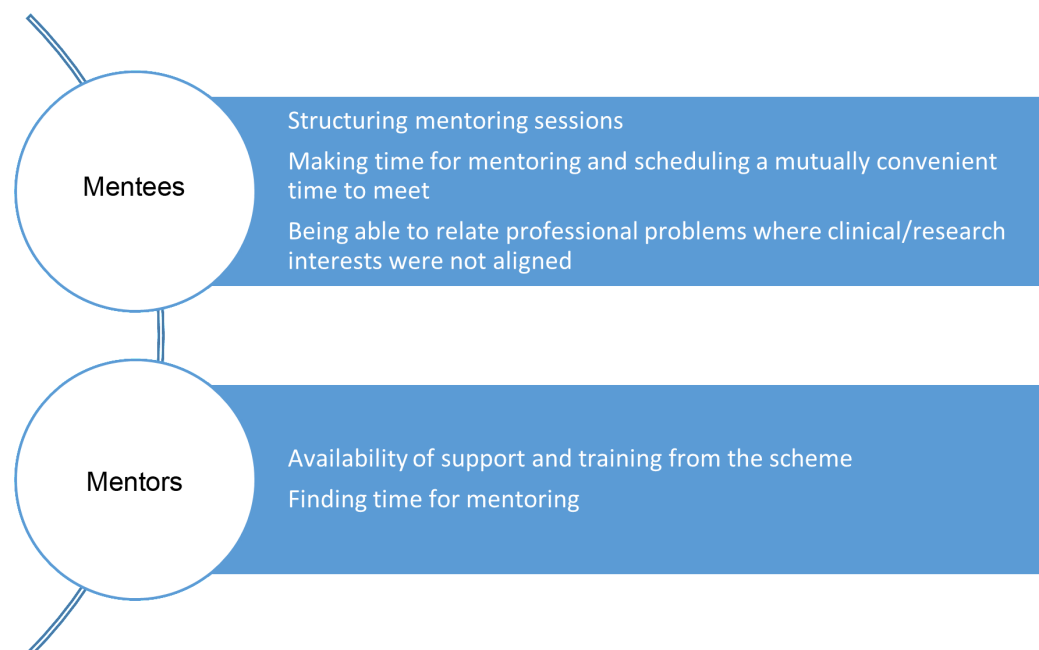 Mentees
Structuring mentoring sessions
Making time for mentoring and scheduling a mutually convenient
time to meet
Being able to relate professional problems where clinical/research
interests were not aligned
Mentors
Availability of support and training from the scheme
Finding time for mentoring